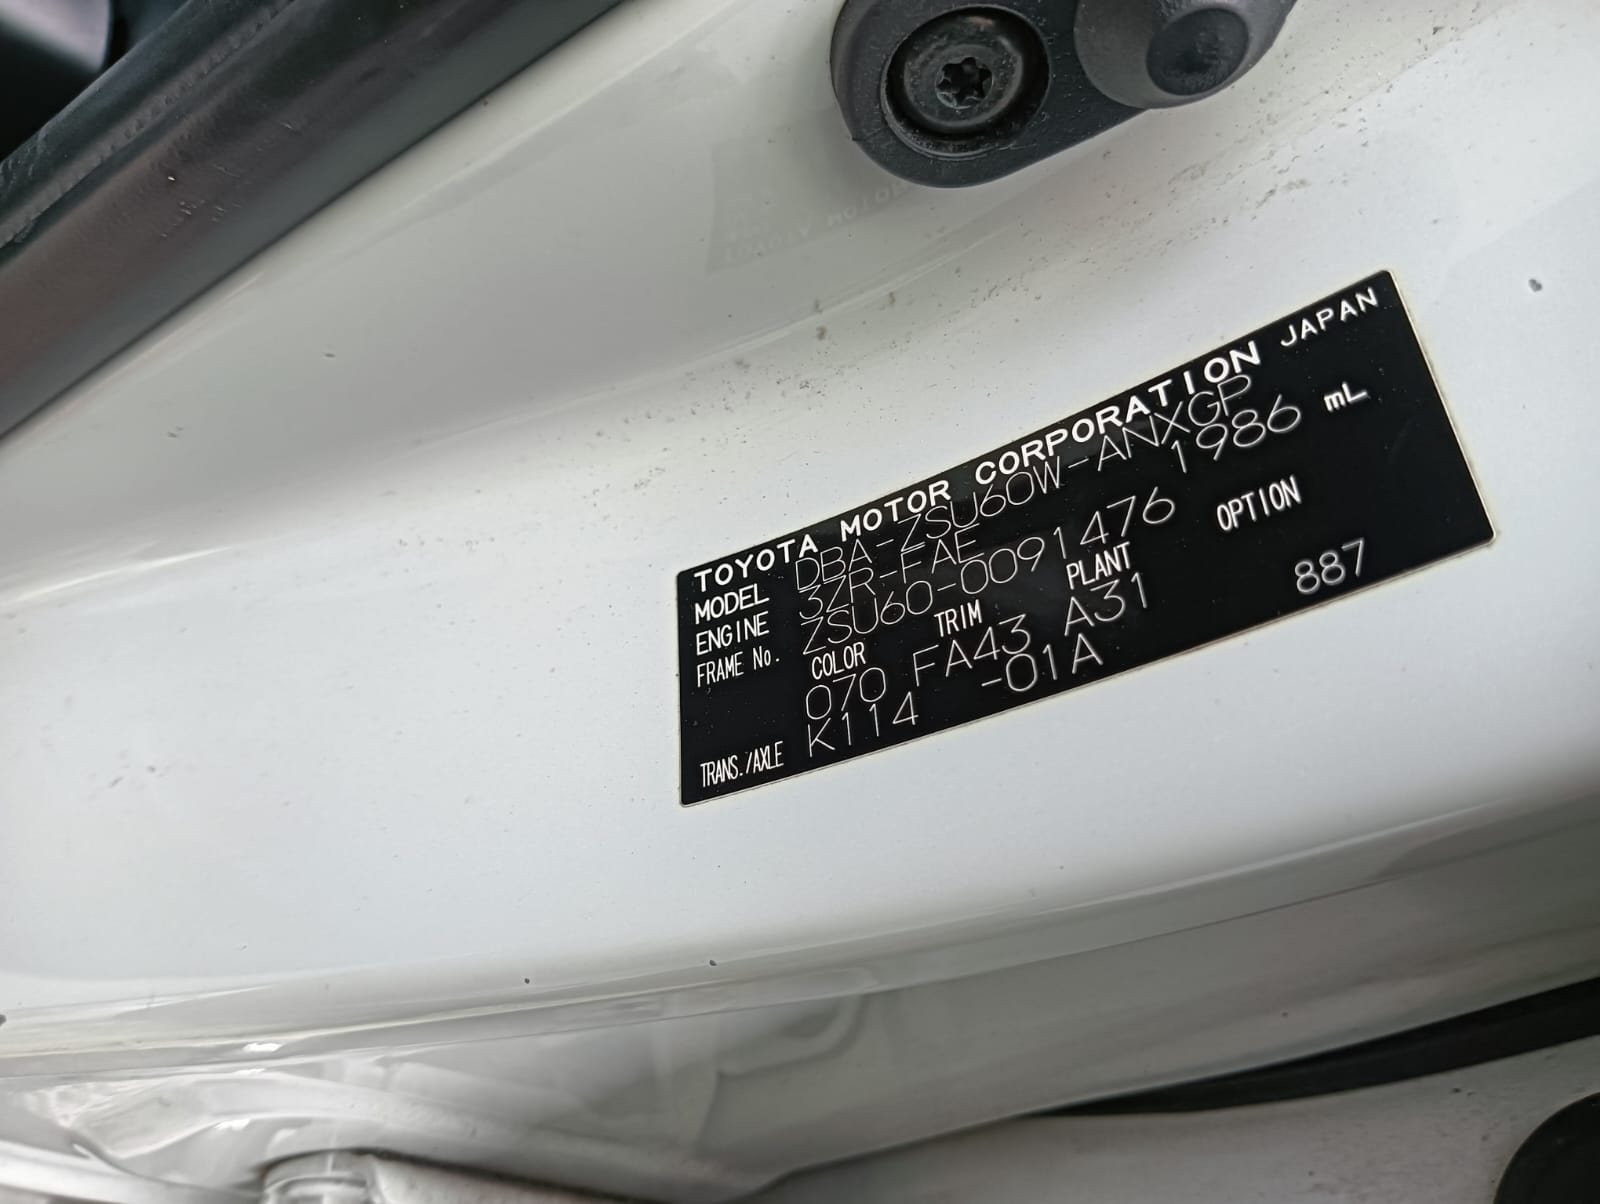 TOYOTA MOTOR CORPORATION JAPAN
MODEL DBA-ZSU60W-ANXGP
ENGINE 3ZR-FAE 1986 mL
FRAME No. ZSU60-0091476
COLOR TRIM PLANT OPTION
070 FA43 A31 887
TRANS./AXLE K114 -01A